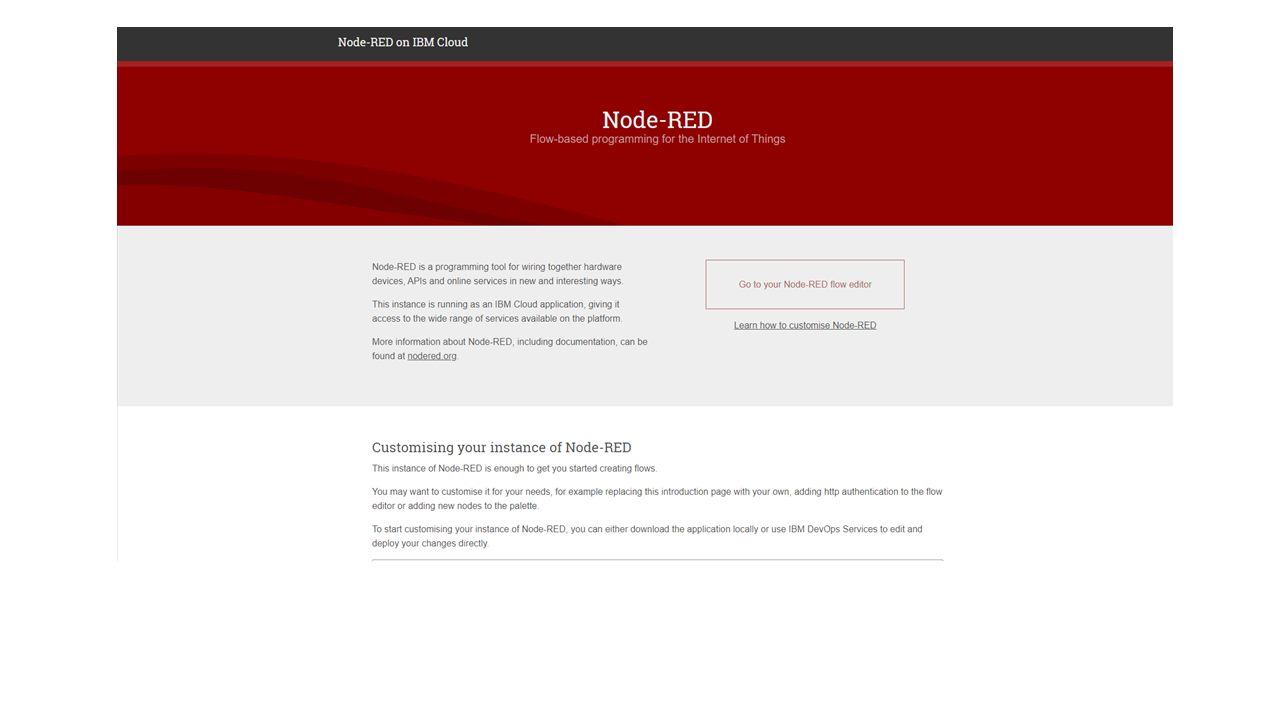 Node-RED on IBM Cloud
Node-RED
Flow-based programming for the Internet of Things
Node-RED is a programming tool for wiring together hardware
devices, APIs and online services in new and interesting ways.
This instance is running as an IBM Cloud application, giving it
access to the wide range of services available on the platform.
More information about Node-RED, including documentation, can be
found at nodered.org.
Go to your Node-RED flow editor
Learn how to customise Node-RED
Customising your instance of Node-RED
This instance of Node-RED is enough to get you started creating flows.
You may want to customise it for your needs, for example replacing this introduction page with your own, adding http authentication to the flow
editor or adding new nodes to the palette.
To start customising your instance of Node-RED, you can either download the application locally or use IBM DevOps Services to edit and
deploy your changes directly.